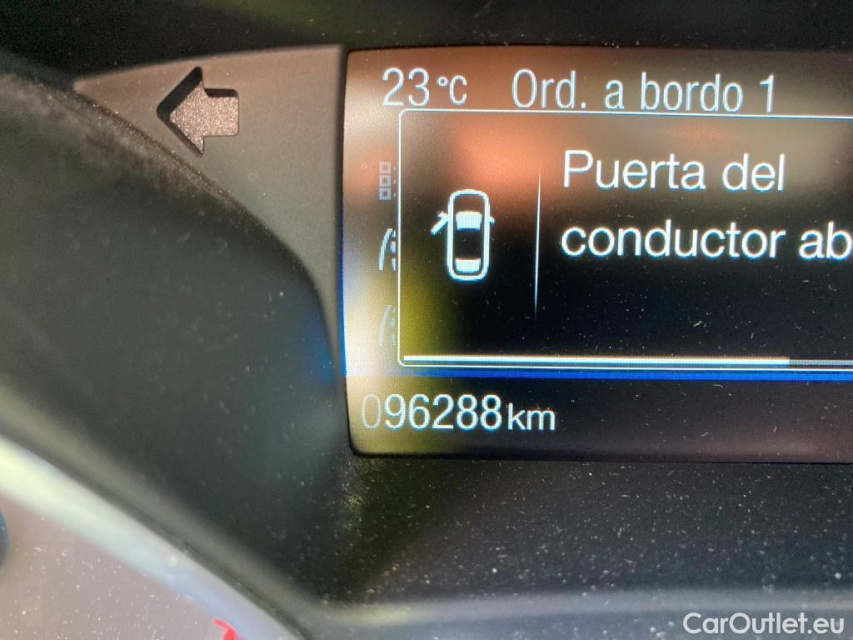 23°C Ord. a bordo 1
Puerta del
conductor ab
096288km
CarOutlet.eu